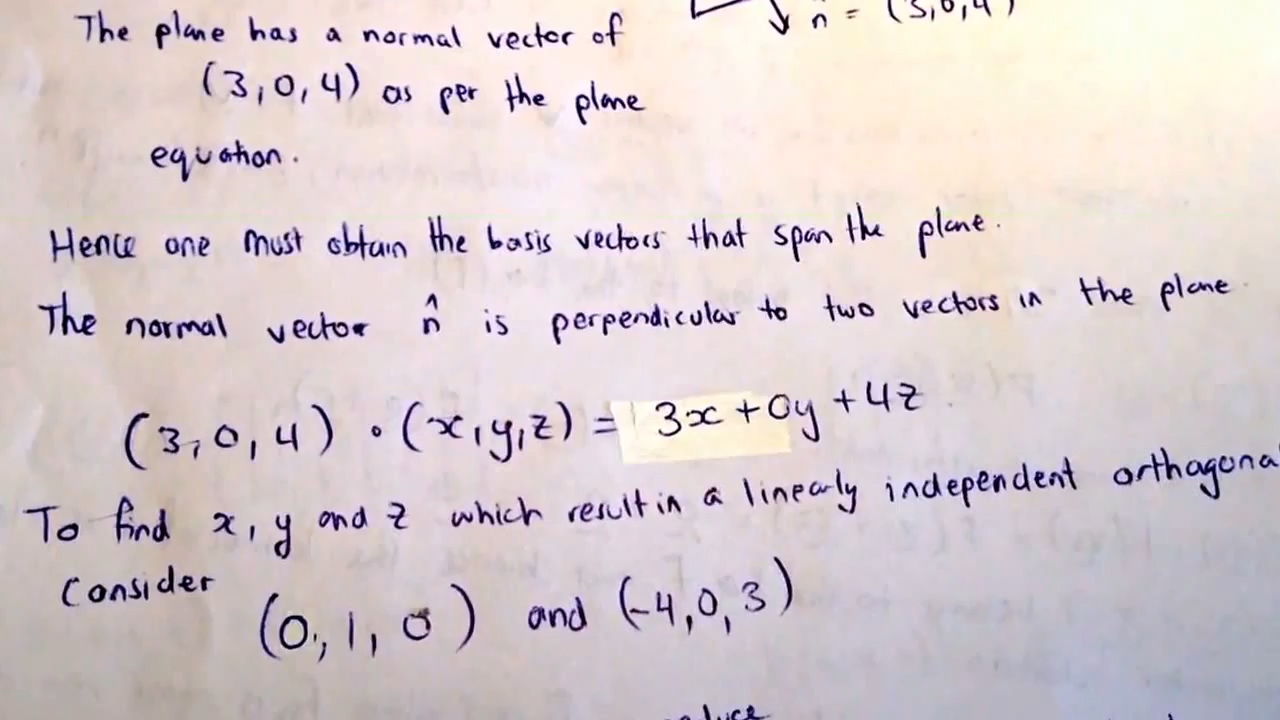 n̂ = (3,0,4)
The plane has a normal vector of
(3,0,4) as per the plane
equation.
Hence one must obtain the basis vectors that span the plane.
The normal vector n̂ is perpendicular to two vectors in the plane.
(3,0,4) · (x,y,z) = 3x + 0y + 4z
To find x, y and z which result in a linearly independent orthagona
Consider
(0,1,0) and (-4,0,3)